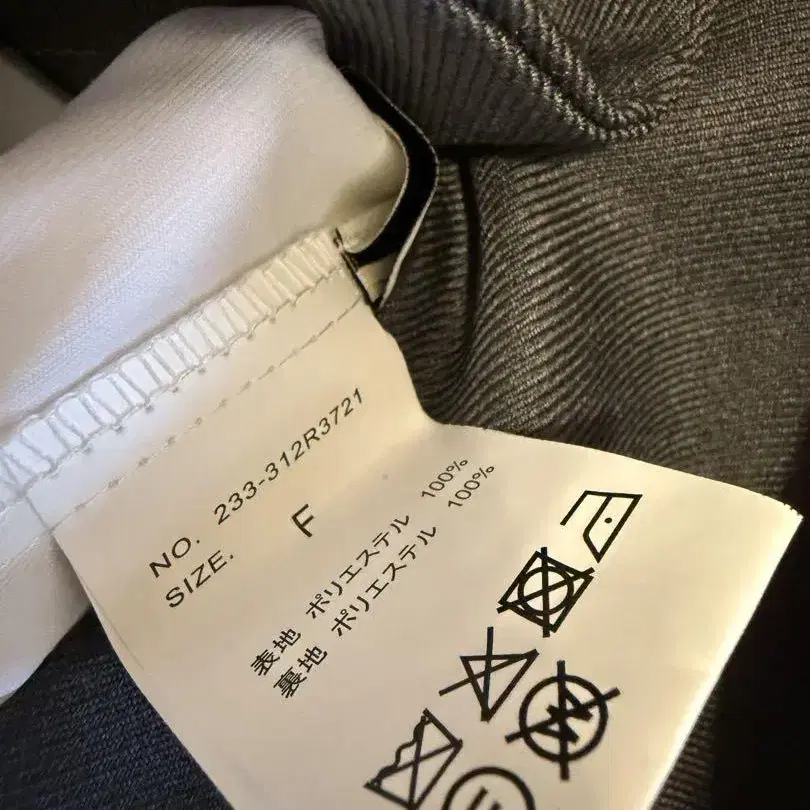 NO. 233-312R3721
SIZE. F
表地 ポリエステル 100%
裏地 ポリエステル 100%
W